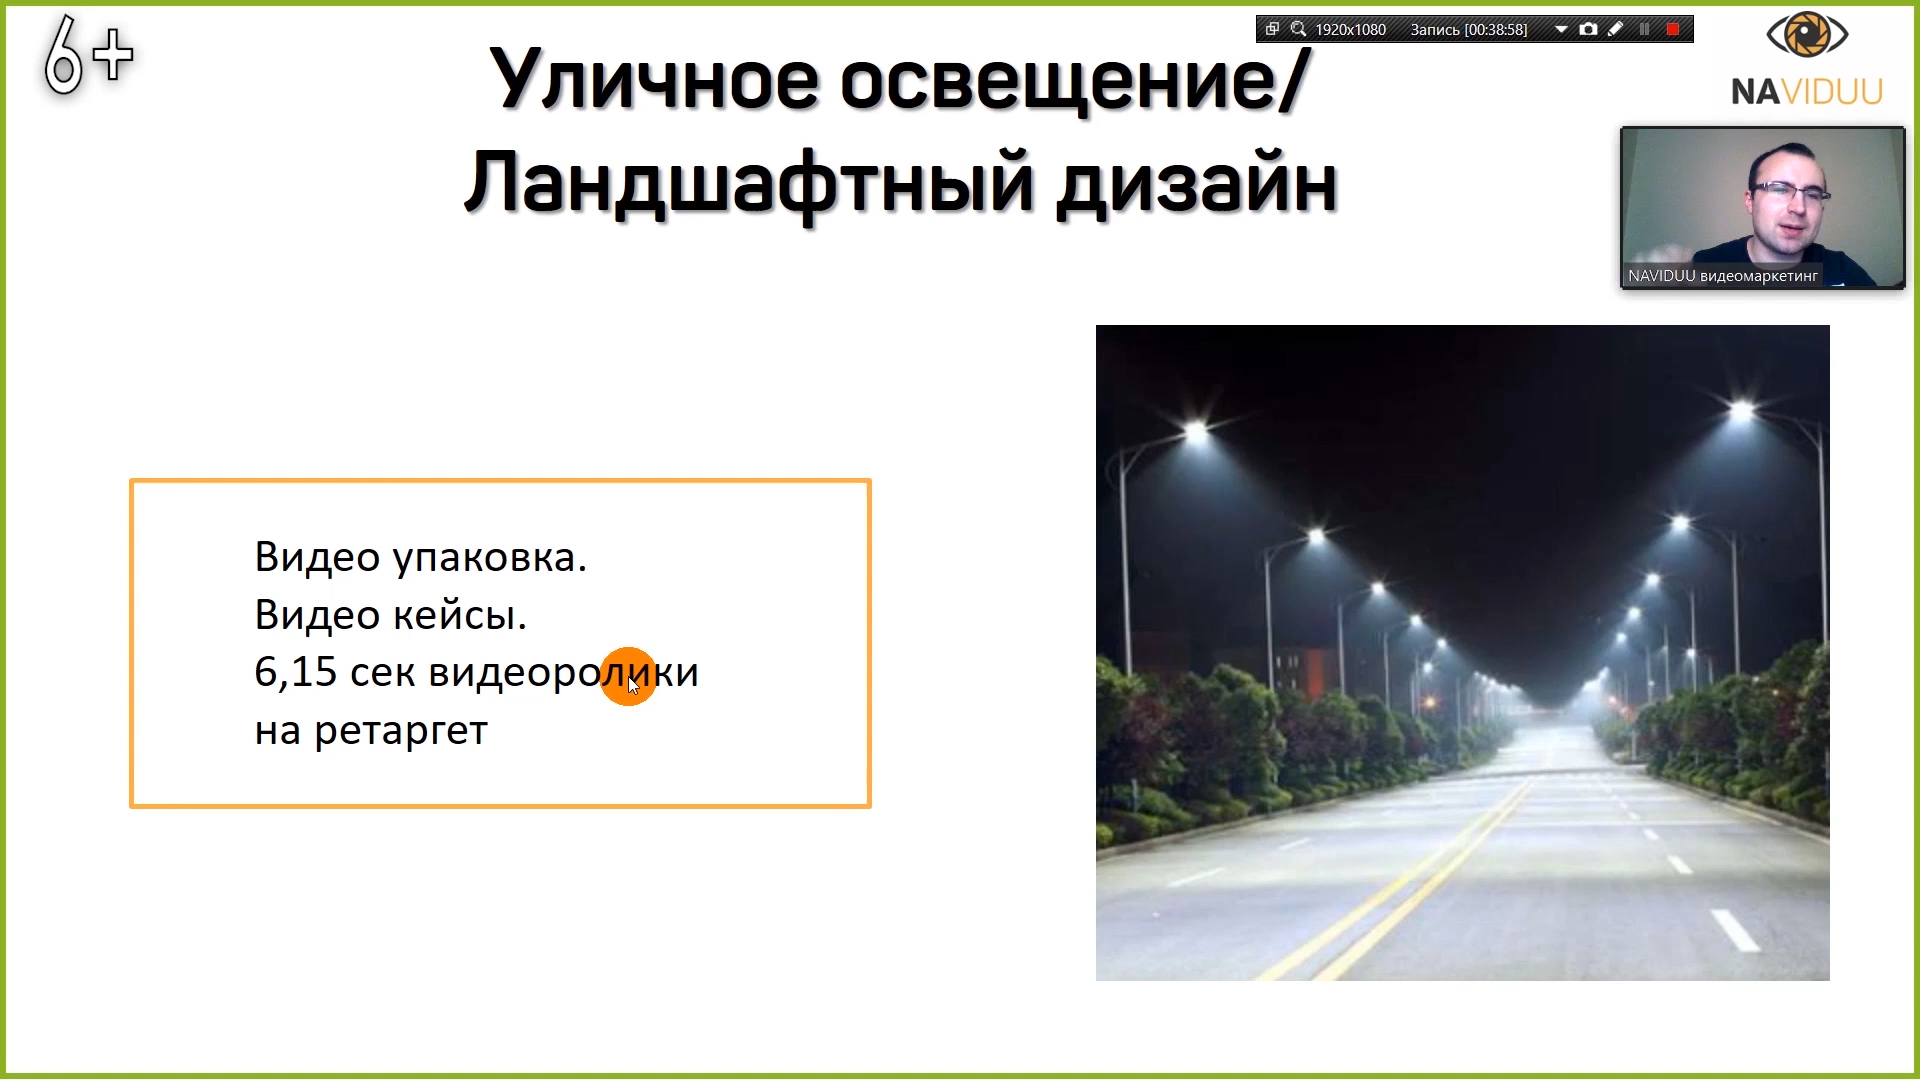 6+
1920x1080 Запись [00:38:58]
NAVIDUU
Уличное освещение/
Ландшафтный дизайн
NAVIDUU видеомаркетинг
Видео упаковка.
Видео кейсы.
6,15 сек видеоролики
на ретаргет